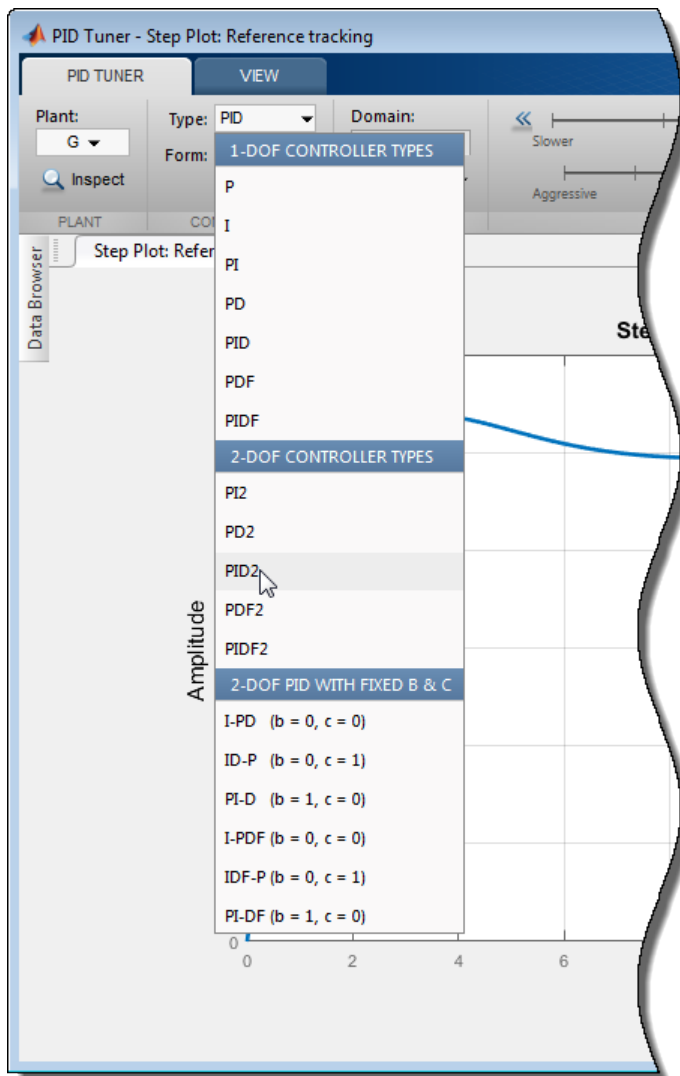 PID Tuner - Step Plot: Reference tracking
PID TUNER VIEW
Plant: Type: PID Domain:
G
Slower
Form:
Inspect
Aggressive
PLANT
Step Plot: Refer
Data Browser
1-DOF CONTROLLER TYPES
P
I
PI
PD
PID
PDF
PIDF
2-DOF CONTROLLER TYPES
PI2
PD2
PID2
PDF2
PIDF2
2-DOF PID WITH FIXED B & C
I-PD (b = 0, c = 0)
ID-P (b = 0, c = 1)
PI-D (b = 1, c = 0)
I-PDF (b = 0, c = 0)
IDF-P (b = 0, c = 1)
PI-DF (b = 1, c = 0)
Amplitude
0
0 2 4 6